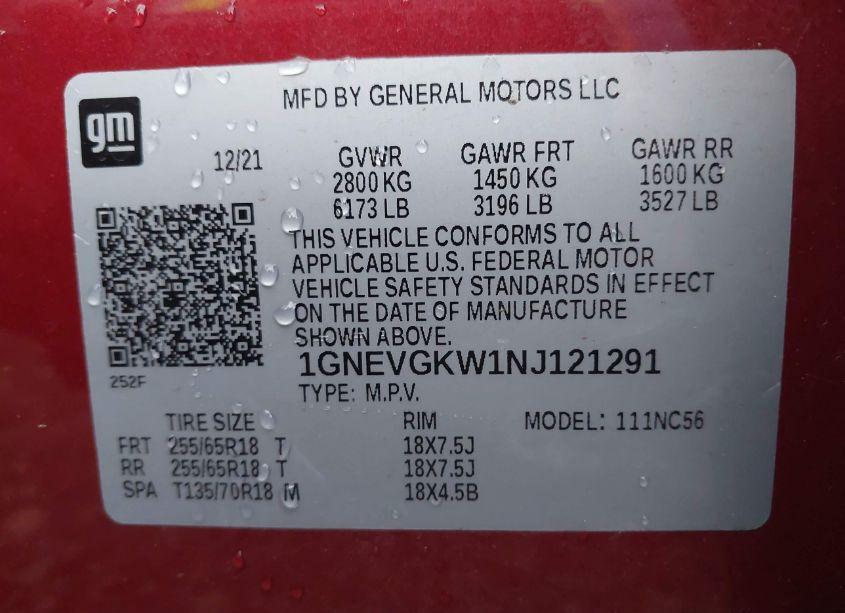 MFD BY GENERAL MOTORS LLC
gm
12/21 GVWR GAWR FRT GAWR RR
2800 KG 1450 KG 1600 KG
6173 LB 3196 LB 3527 LB
THIS VEHICLE CONFORMS TO ALL
APPLICABLE U.S. FEDERAL MOTOR
VEHICLE SAFETY STANDARDS IN EFFECT
ON THE DATE OF MANUFACTURE
SHOWN ABOVE.
1GNEVGKW1NJ121291
252F
TYPE: M.P.V.
TIRE SIZE RIM MODEL: 111NC56
FRT 255/65R18 T 18X7.5J
RR 255/65R18 T 18X7.5J
SPA T135/70R18 M 18X4.5B